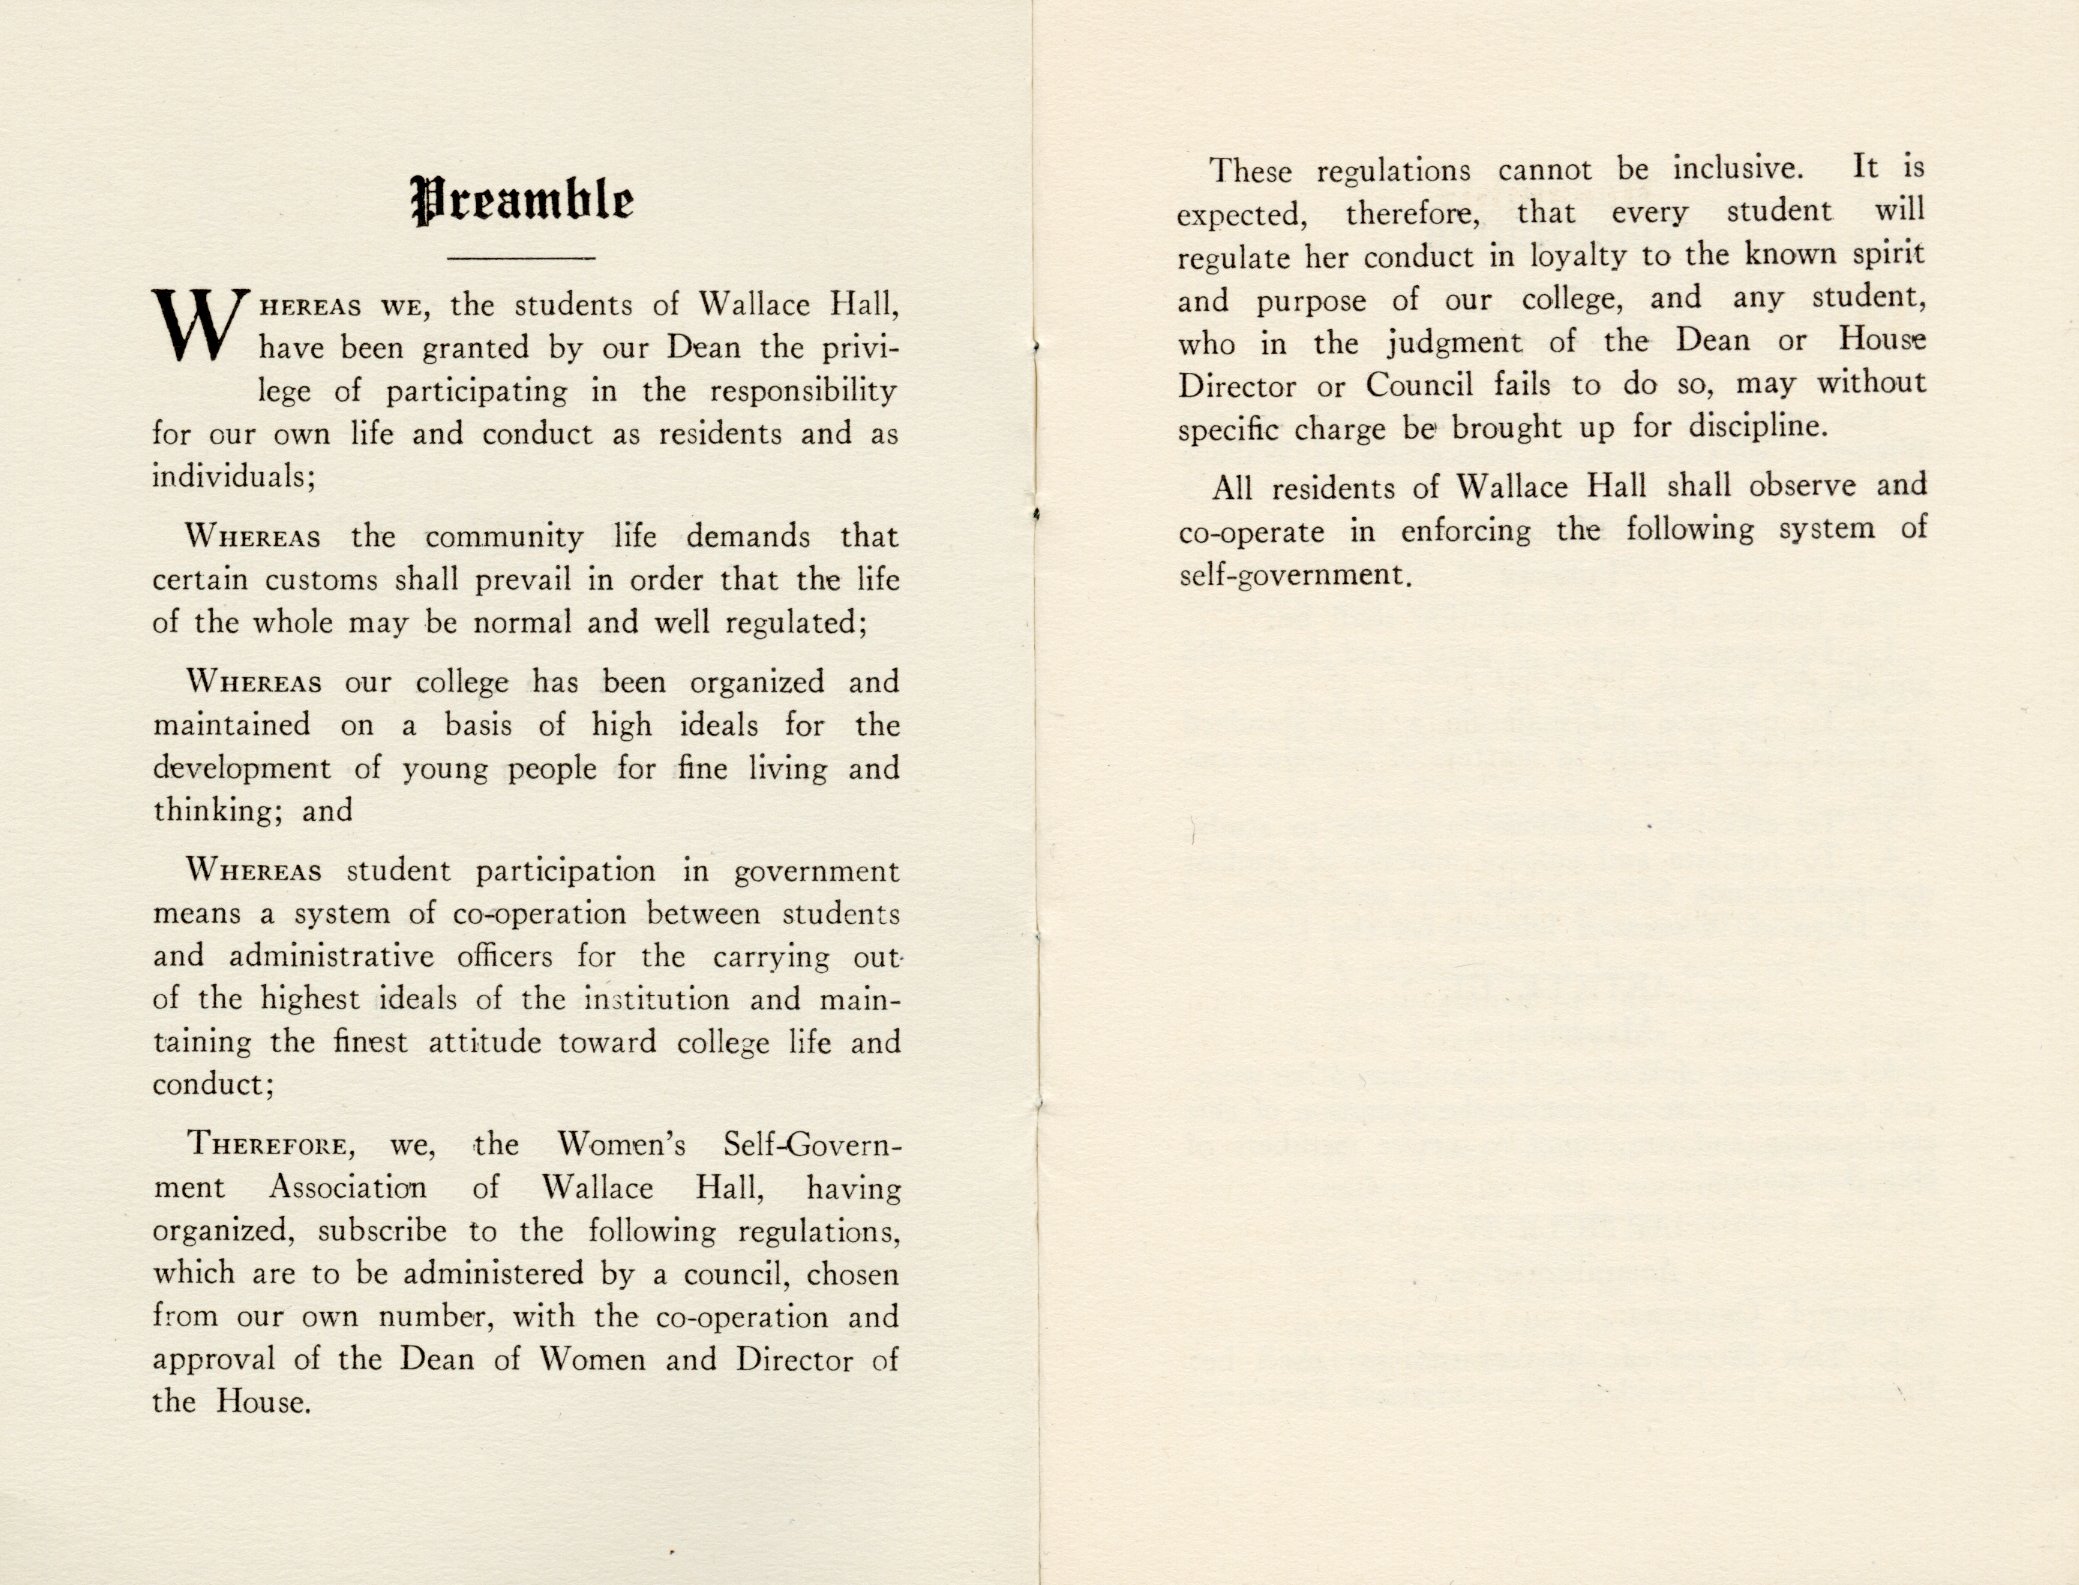 Preamble
WHEREAS WE, the students of Wallace Hall,
have been granted by our Dean the privi-
lege of participating in the responsibility
for our own life and conduct as residents and as
individuals;
WHEREAS the community life demands that
certain customs shall prevail in order that the life
of the whole may be normal and well regulated;
WHEREAS our college has been organized and
maintained on a basis of high ideals for the
development of young people for fine living and
thinking; and
WHEREAS student participation in government
means a system of co-operation between students
and administrative officers for the carrying out
of the highest ideals of the institution and main-
taining the finest attitude toward college life and
conduct;
THEREFORE, we, the Women's Self-Govern-
ment Association of Wallace Hall, having
organized, subscribe to the following regulations,
which are to be administered by a council, chosen
from our own number, with the co-operation and
approval of the Dean of Women and Director of
the House.
These regulations cannot be inclusive. It is
expected, therefore, that every student will
regulate her conduct in loyalty to the known spirit
and purpose of our college, and any student,
who in the judgment of the Dean or House
Director or Council fails to do so, may without
specific charge be brought up for discipline.
All residents of Wallace Hall shall observe and
co-operate in enforcing the following system of
self-government.